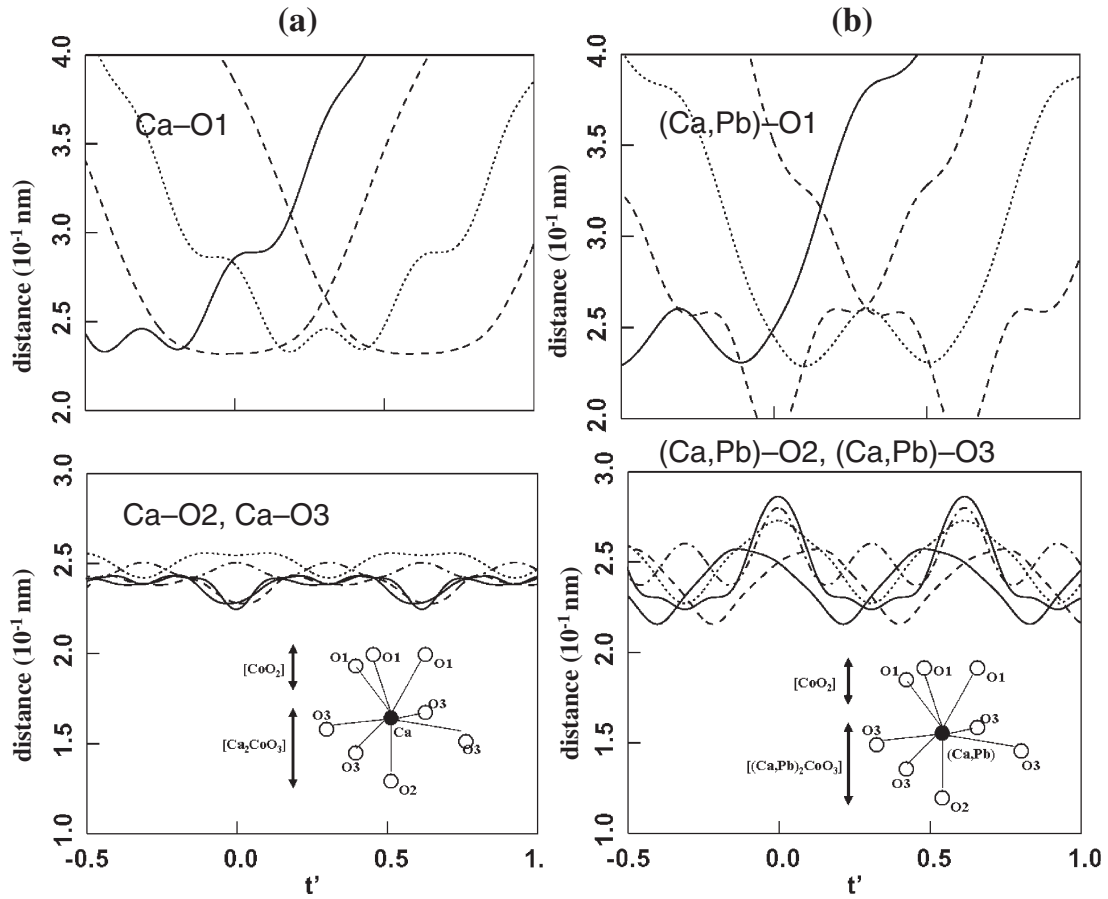 (a)
(b)
4.0
3.5
3.0
2.5
2.0
distance (10⁻¹ nm)
Ca–O1
4.0
3.5
3.0
2.5
2.0
distance (10⁻¹ nm)
(Ca,Pb)–O1
3.0
2.5
2.0
1.5
1.0
distance (10⁻¹ nm)
Ca–O2, Ca–O3
[CoO₂]
[Ca₂CoO₃]
O1
O1
O1
O3
O3
O3
O3
Ca
O2
-0.5
0.0
0.5
1.
t’
(Ca,Pb)–O2, (Ca,Pb)–O3
3.0
2.5
2.0
1.5
1.0
distance (10⁻¹ nm)
[CoO₂]
[(Ca,Pb)₂CoO₃]
O1
O1
O1
O3
O3
O3
O3
(Ca,Pb)
O2
-0.5
0.0
0.5
1.0
t’